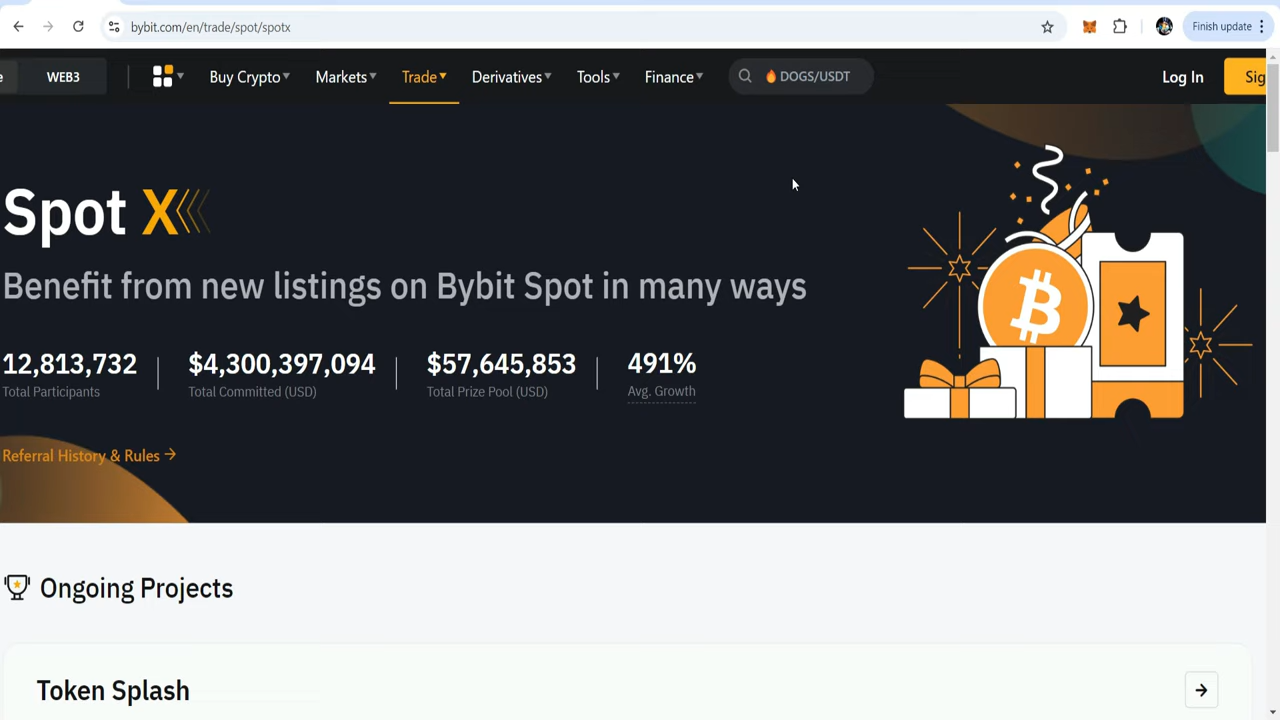 bybit.com/en/trade/spot/spotx
Finish update
WEB3
Buy Crypto
Markets
Trade
Derivatives
Tools
Finance
DOGS/USDT
Log In
Spot X
Benefit from new listings on Bybit Spot in many ways
12,813,732
$4,300,397,094
$57,645,853
491%
Total Participants
Total Committed (USD)
Total Prize Pool (USD)
Avg. Growth
Referral History & Rules →
Ongoing Projects
Token Splash